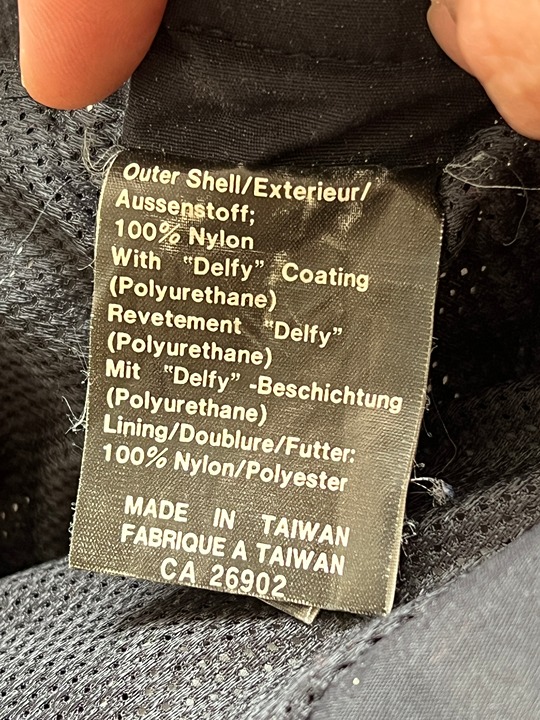 Outer Shell/Exterieur/
Aussenstoff;
100% Nylon
With "Delfy" Coating
(Polyurethane)
Revetement "Delfy"
(Polyurethane)
Mit "Delfy" -Beschichtung
(Polyurethane)
Lining/Doublure/Futter:
100% Nylon/Polyester
MADE IN TAIWAN
FABRIQUE A TAIWAN
CA 26902